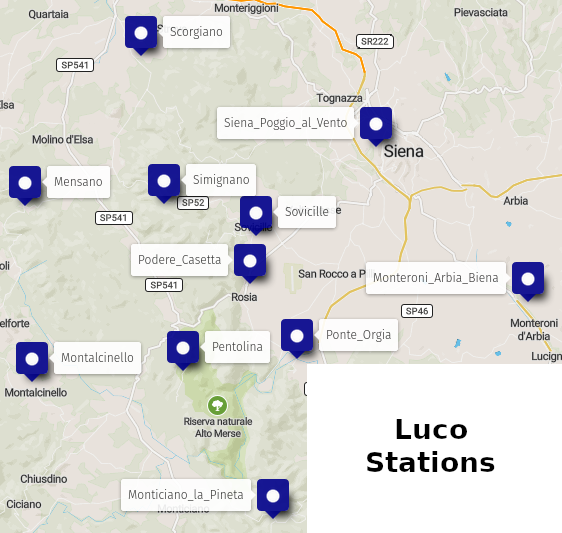 Quartaia
Monteriggioni
Pievasciata
Scorgiano
SR222
SP541
Tognazza
Siena_Poggio_al_Vento
Molino d'Elsa
Siena
Mensano
Simignano
SP52
Arbia
Sovicille
SP541
Podere_Casetta
San Rocco a P
Monteroni_Arbia_Biena
SP541
Rosia
SP46
elforte
Monteroni
d'Arbia
Ponte_Orgia
Pentolina
Montalcinello
Lucign
Montalcinello
Riserva naturale
Alto Merse
Luco
Stations
Chiusdino
Monticiano_la_Pineta
Ciciano
Monticiano